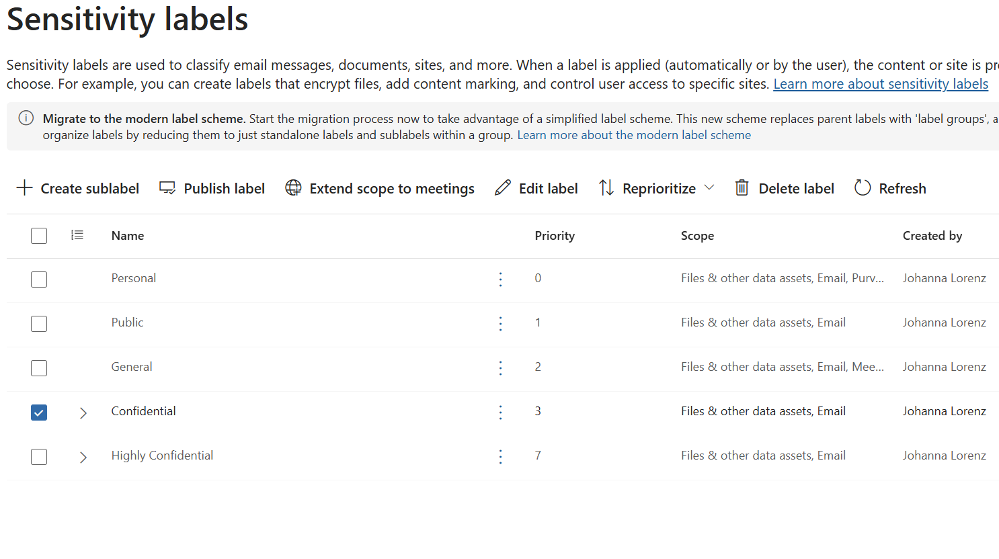 Sensitivity labels
Sensitivity labels are used to classify email messages, documents, sites, and more. When a label is applied (automatically or by the user), the content or site is
choose. For example, you can create labels that encrypt files, add content marking, and control user access to specific sites. Learn more about sensitivity labels
Migrate to the modern label scheme. Start the migration process now to take advantage of a simplified label scheme. This new scheme replaces parent labels with 'label groups',
organize labels by reducing them to just standalone labels and sublabels within a group. Learn more about the modern label scheme
Create sublabel Publish label Extend scope to meetings Edit label Reprioritize Delete label Refresh
Name Priority Scope Created by
Personal 0 Files & other data assets, Email, Purv... Johanna Lorenz
Public 1 Files & other data assets, Email Johanna Lorenz
General 2 Files & other data assets, Email, Mee... Johanna Lorenz
Confidential 3 Files & other data assets, Email Johanna Lorenz
Highly Confidential 7 Files & other data assets, Email Johanna Lorenz